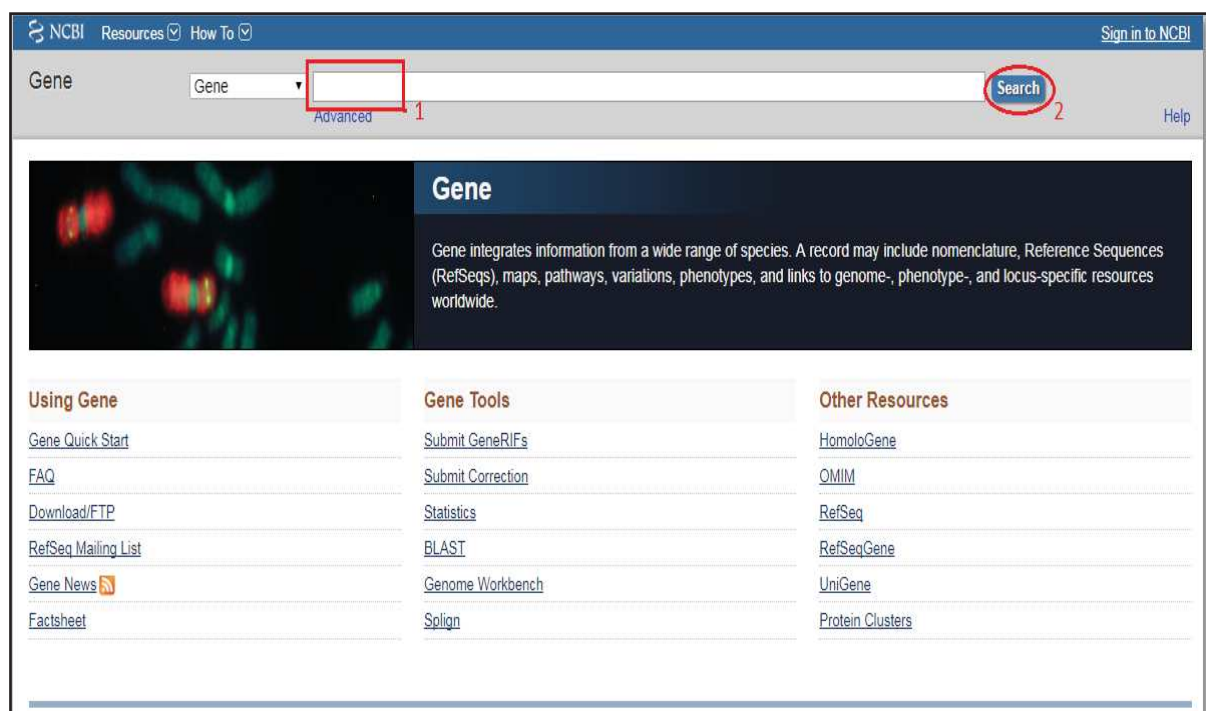 NCBI Resources How To Sign in to NCBI
Gene Gene Search
Advanced 1 2 Help
Gene
Gene integrates information from a wide range of species. A record may include nomenclature, Reference Sequences
(RefSeqs), maps, pathways, variations, phenotypes, and links to genome-, phenotype-, and locus-specific resources
worldwide.
Using Gene
Gene Quick Start
FAQ
Download/FTP
RefSeq Mailing List
Gene News
Factsheet
Gene Tools
Submit GeneRIFs
Submit Correction
Statistics
BLAST
Genome Workbench
Splign
Other Resources
HomoloGene
OMIM
RefSeq
RefSeqGene
UniGene
Protein Clusters